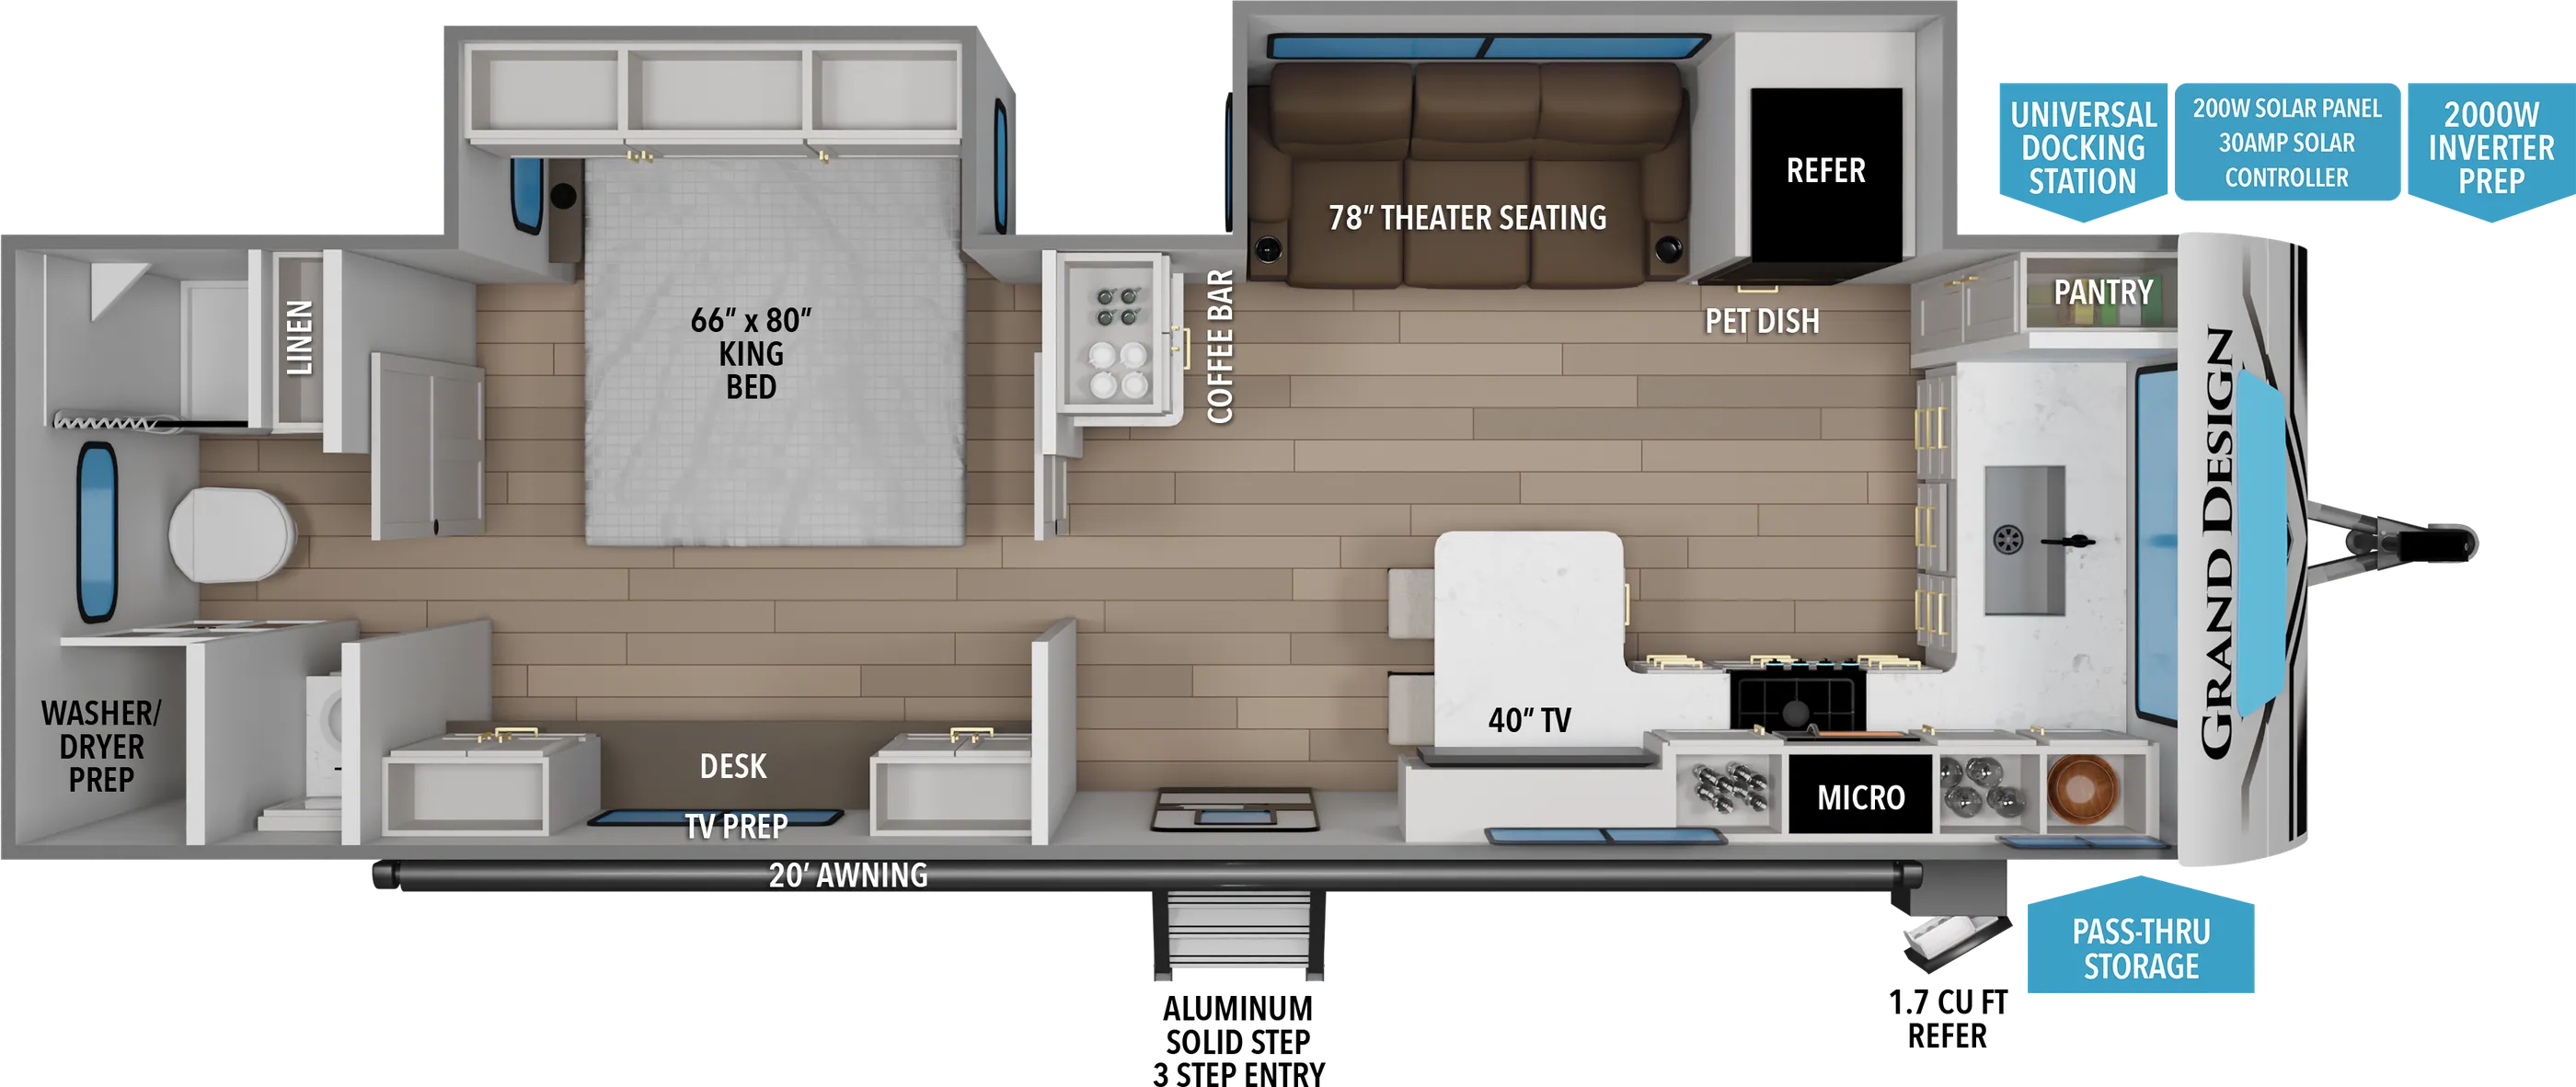 UNIVERSAL
DOCKING
STATION
200W SOLAR PANEL
30AMP SOLAR
CONTROLLER
2000W
INVERTER
PREP
REFER
78" THEATER SEATING
PET DISH
PANTRY
LINEN
66" x 80"
KING
BED
COFFEE BAR
GRAND DESIGN
WASHER/
DRYER
PREP
DESK
TV PREP
40" TV
MICRO
20' AWNING
PASS-THRU
STORAGE
ALUMINUM
SOLID STEP
3 STEP ENTRY
1.7 CU FT
REFER